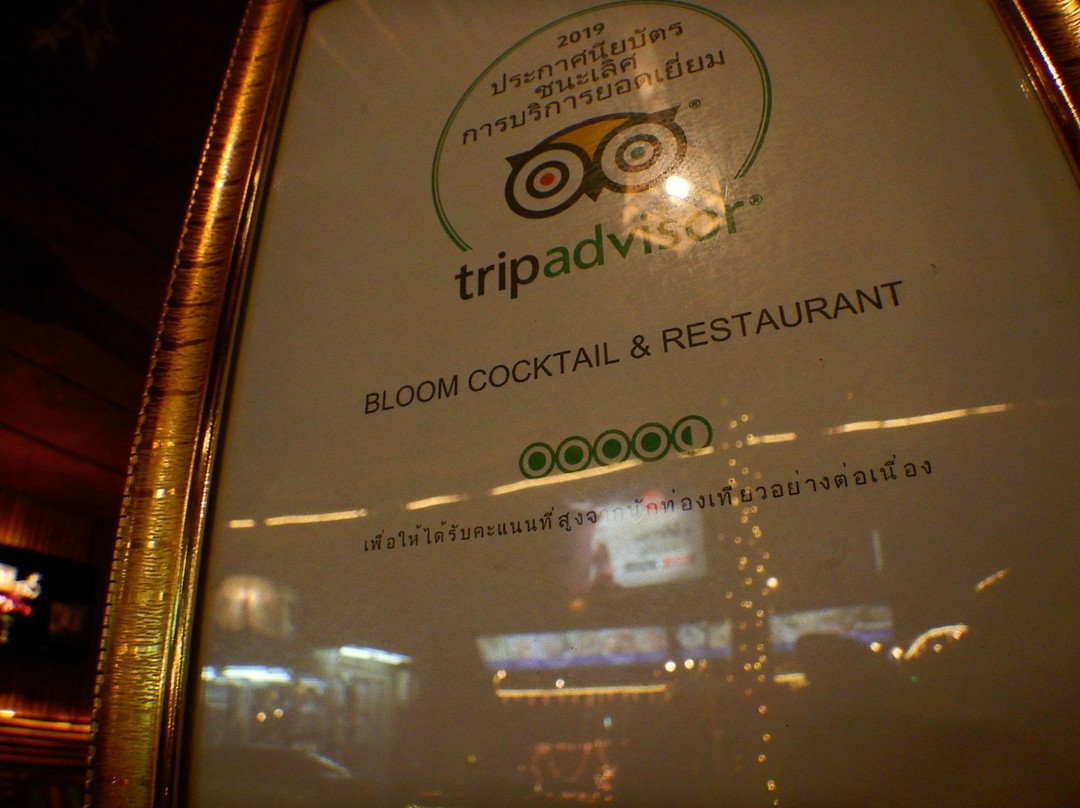 2019
ประกาศนียบัตร
ชนะเลิศ
การบริการยอดเยี่ยม
®
tripadvisor®
BLOOM COCKTAIL & RESTAURANT
เพื่อให้ได้รับคะแนนที่สูงจากนักท่องเที่ยวอย่างต่อเนื่อง